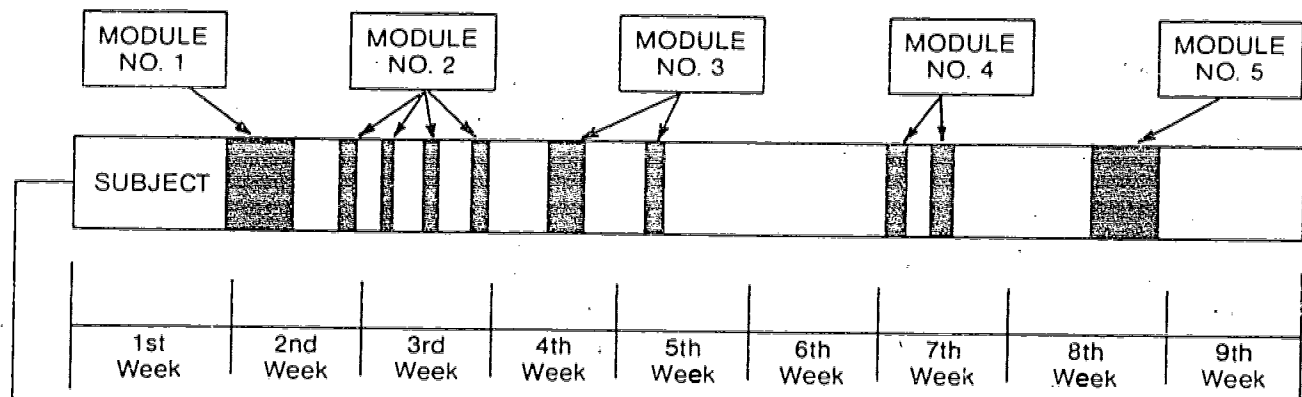 MODULE
NO. 1
MODULE
NO. 2
MODULE
NO. 3
MODULE
NO. 4
MODULE
NO. 5
SUBJECT
1st
Week
2nd
Week
3rd
Week
4th
Week
5th
Week
6th
Week
7th
Week
8th
Week
9th
Week